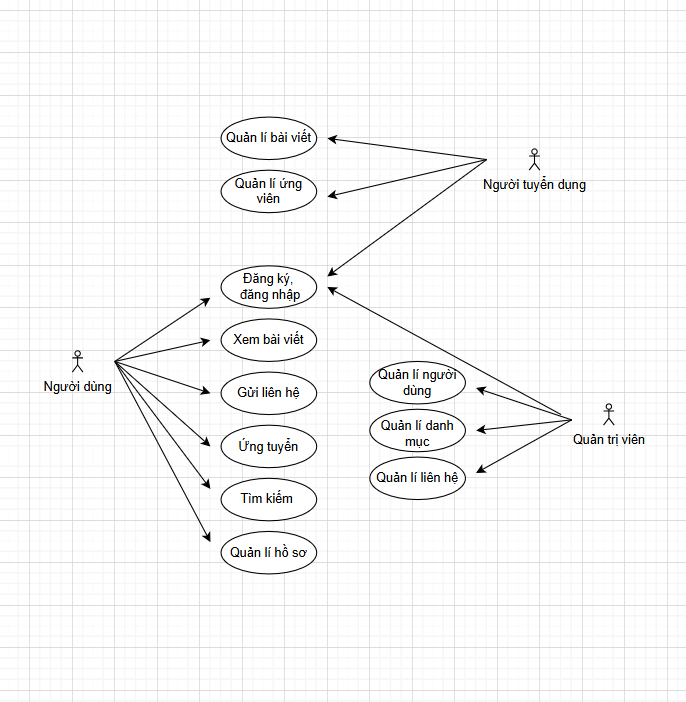 Quản lí bài viết
Quản lí ứng
viên
Người tuyển dụng
Đăng ký,
đăng nhập
Xem bài viết
Người dùng
Gửi liên hệ
Quản lí người
dùng
Quản lí danh
mục
Quản trị viên
Ứng tuyển
Quản lí liên hệ
Tìm kiếm
Quản lí hồ sơ